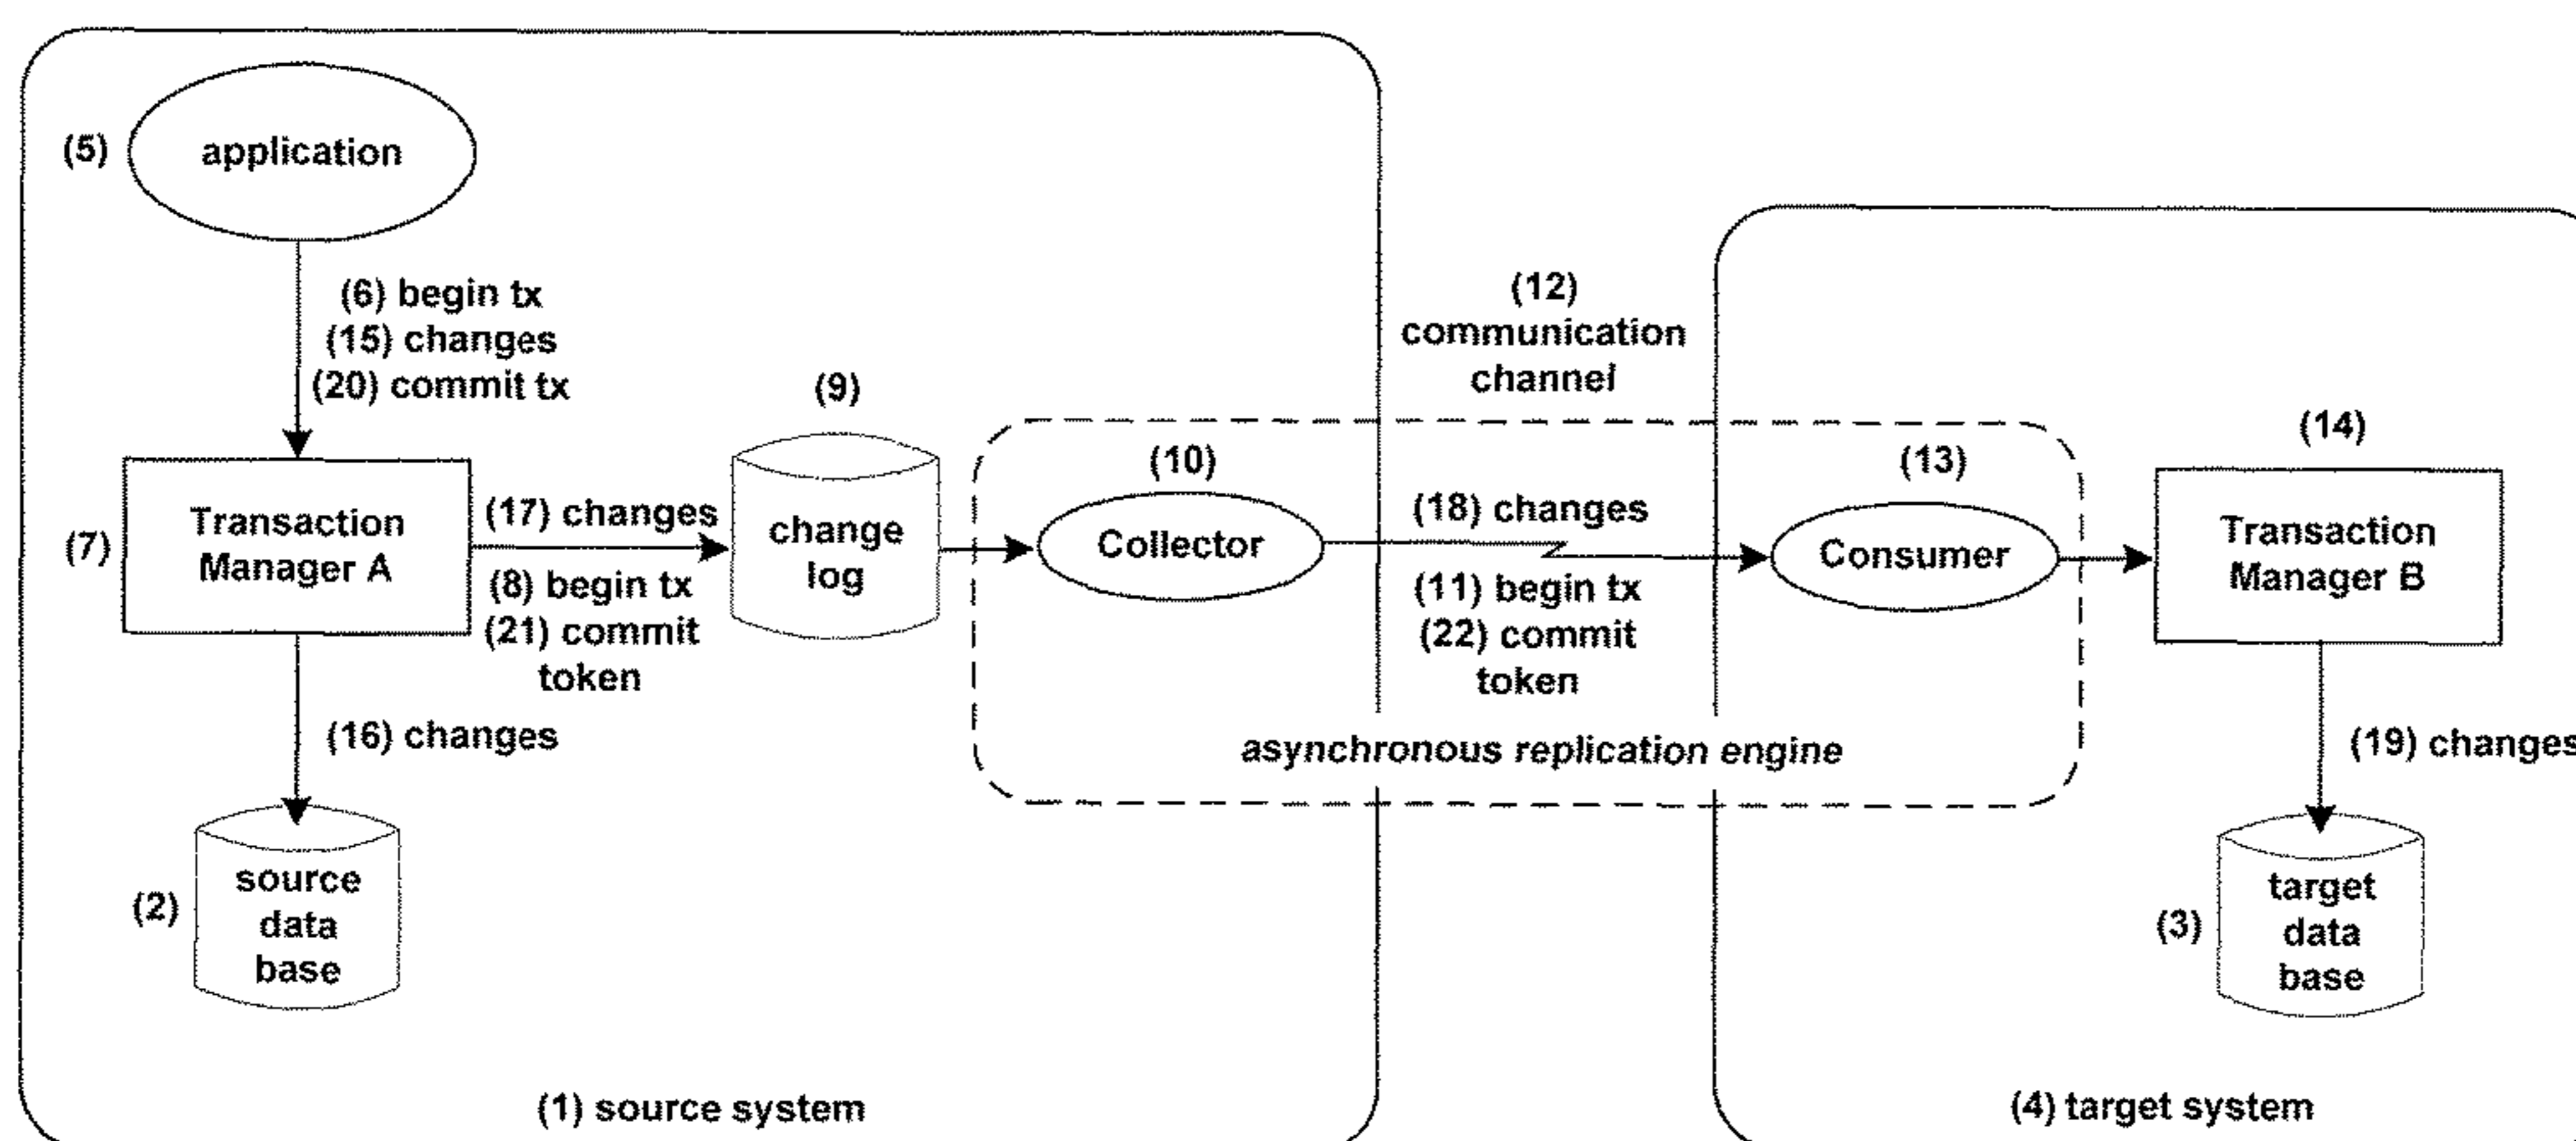 (5)
application
(6) begin tx
(15) changes
(20) commit tx
(7)
Transaction
Manager A
(17) changes
(8) begin tx
(21) commit
token
(16) changes
(2)
source
data
base
(9)
change
log
(10)
Collector
(12)
communication
channel
(18) changes
(11) begin tx
(22) commit
token
(13)
Consumer
asynchronous replication engine
(14)
Transaction
Manager B
(19) changes
(3)
target
data
base
(1) source system
(4) target system